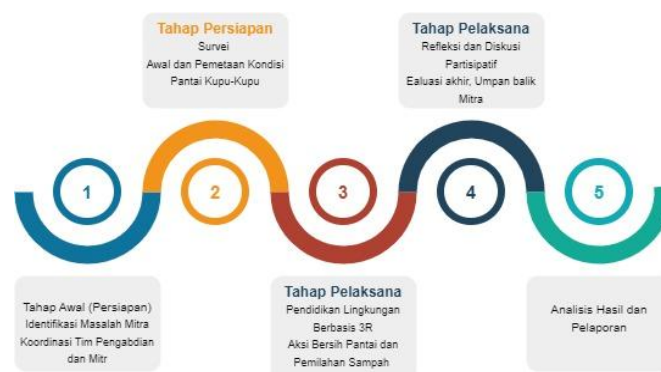 Tahap Persiapan
Survei
Awal dan Pemetaan Kondisi
Pantai Kupu-Kupu
Tahap Pelaksana
Refleksi dan Diskusi
Partisipatif
Ealuasi akhir, Umpan balik
Mitra
1
2
3
4
5
Tahap Awal (Persiapan)
Identifikasi Masalah Mitra
Koordinasi Tim Pengabdian
dan Mitr
Tahap Pelaksana
Pendidikan Lingkungan
Berbasis 3R
Aksi Bersih Pantai dan
Pemilahan Sampah
Analisis Hasil dan
Pelaporan